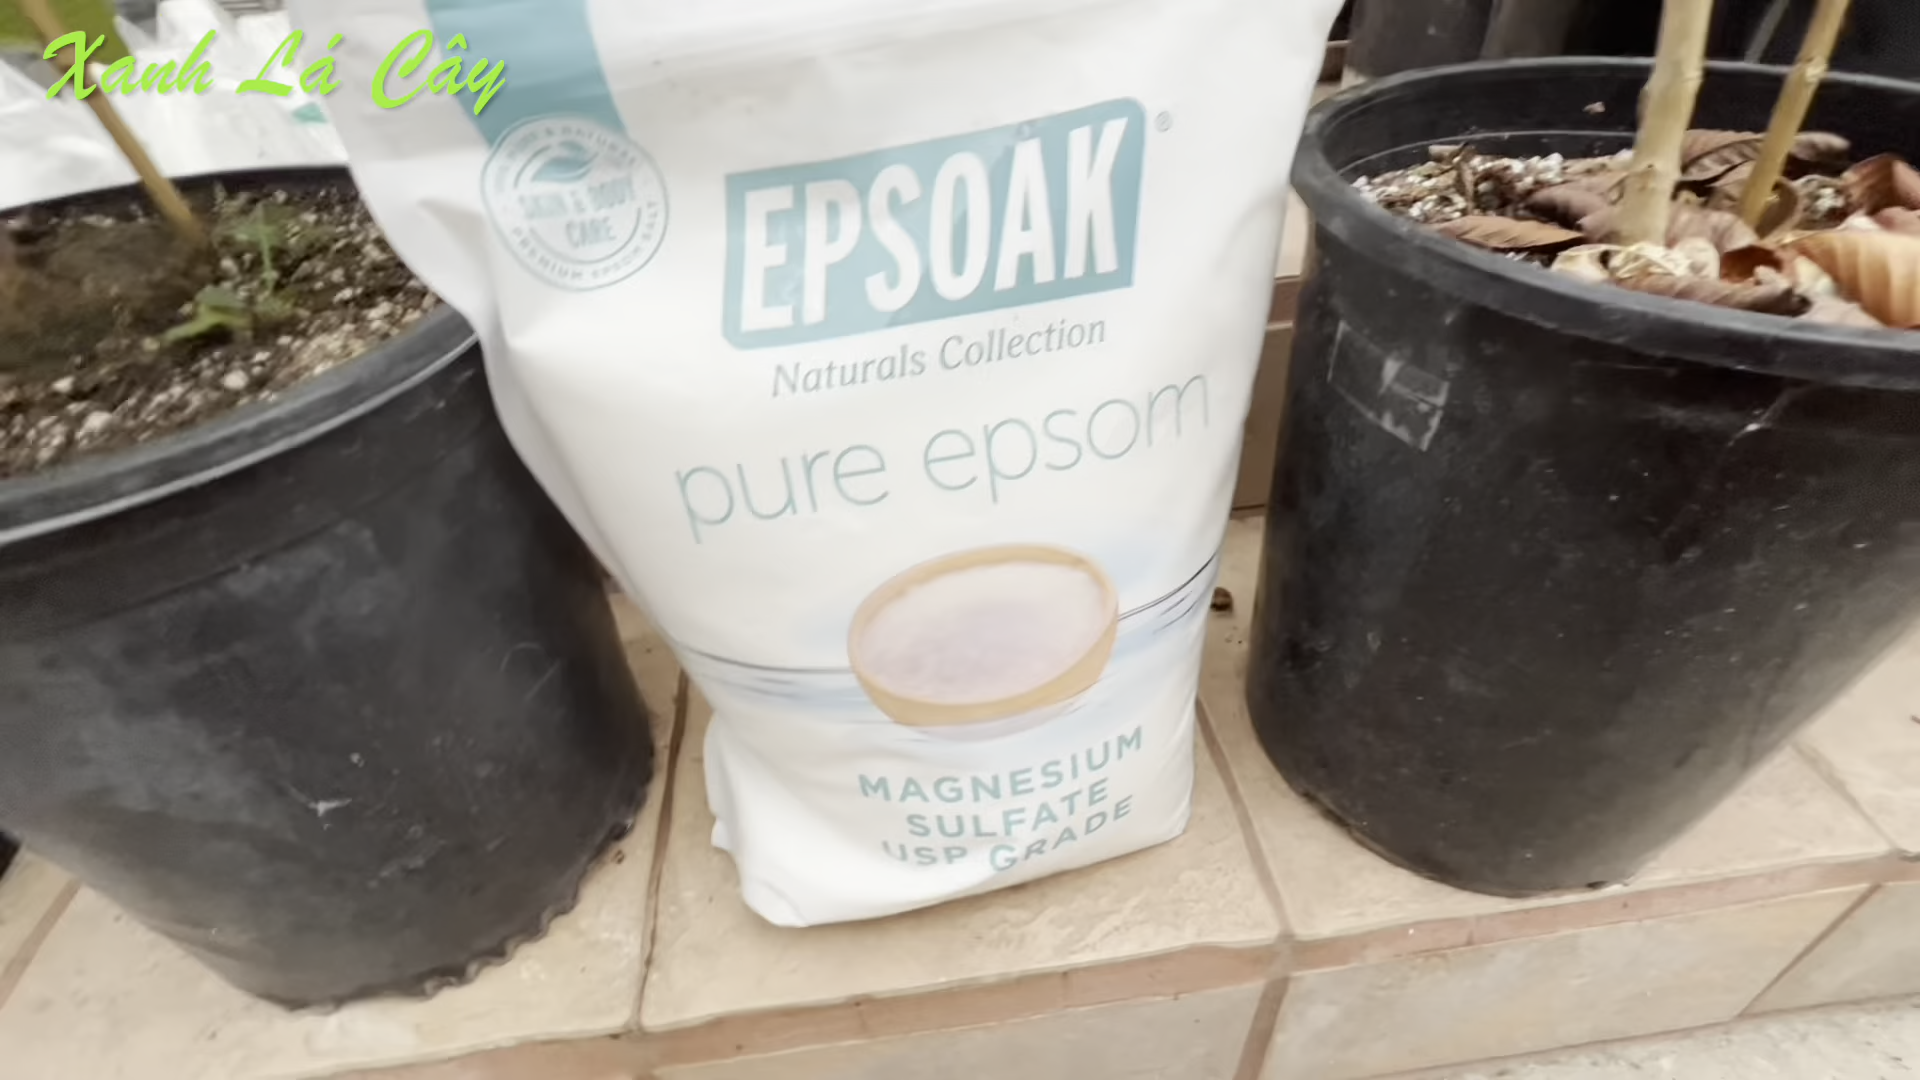 Xanh Lá Cây
EPSOAK®
SKIN & BODY
CARE
PREMIUM EPSOM SALT
Naturals Collection
pure epsom
MAGNESIUM
SULFATE
USP GRADE